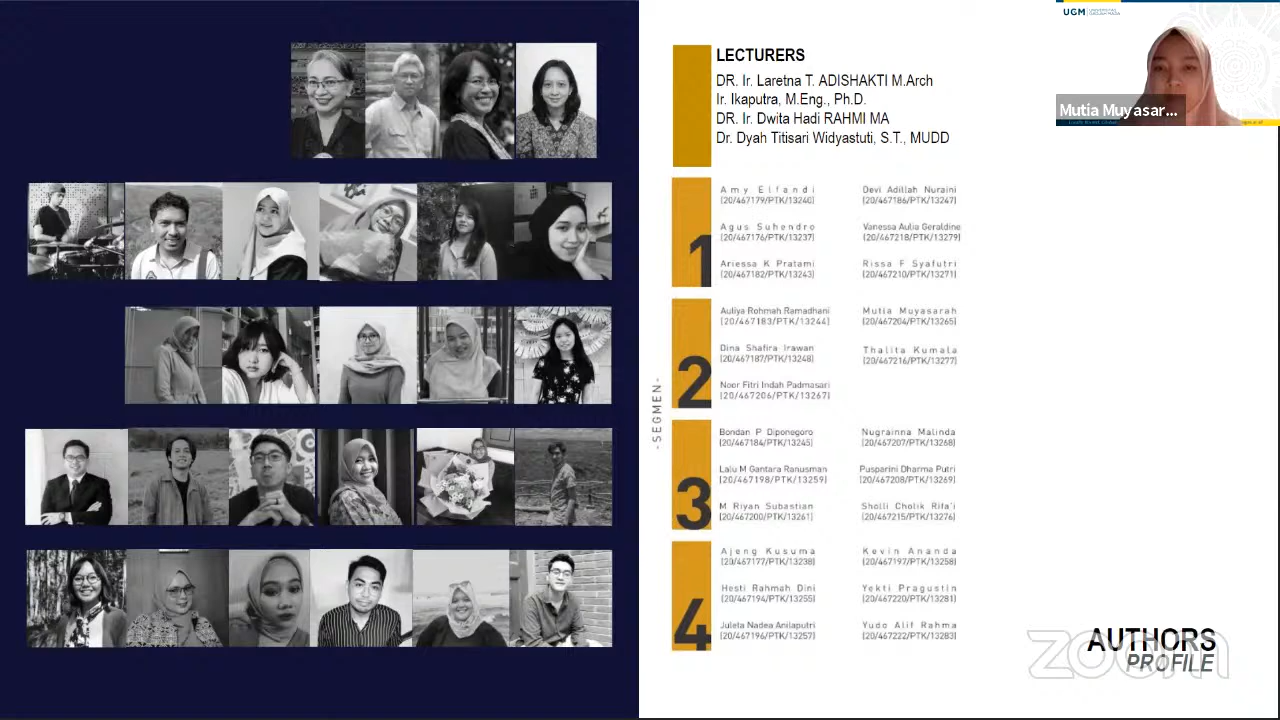 LECTURERS
DR. Ir. Laretna T. ADISHAKTI M.Arch
Ir. Ikaputra, M.Eng., Ph.D.
DR. Ir. Dwita Hadi RAHMI MA
Dr. Dyah Titisari Widyastuti, S.T., MUDD
UGM UNIVERSITAS GADJAH MADA
Mutia Muyasar...
-SEGMEN-
1
Amy Elfandi
(20/467179/PTK/13240)
Agus Suhendro
(20/467176/PTK/13237)
Ariessa K Pratami
(20/467182/PTK/13243)
Devi Adillah Nuraini
(20/467186/PTK/13247)
Vanessa Aulia Geraldine
(20/467218/PTK/13279)
Rissa F Syafutri
(20/467210/PTK/13271)
2
Auliya Rohmah Ramadhani
(20/467183/PTK/13244)
Dina Shafira Irawan
(20/467187/PTK/13248)
Noor Fitri Indah Padmasari
(20/467206/PTK/13267)
Mutia Muyasarah
(20/467204/PTK/13265)
Thalita Kumala
(20/467216/PTK/13277)
3
Bondan P Diponegoro
(20/467184/PTK/13245)
Lalu M Gantara Ranusman
(20/467198/PTK/13259)
M Riyan Subastian
(20/467200/PTK/13261)
Nugrainna Malinda
(20/467207/PTK/13268)
Pusparini Dharma Putri
(20/467208/PTK/13269)
Sholli Cholik Rifa'i
(20/467215/PTK/13276)
4
Ajeng Kusuma
(20/467177/PTK/13238)
Hesti Rahmah Dini
(20/467194/PTK/13255)
Juleta Nadea Anilaputri
(20/467196/PTK/13257)
Kevin Ananda
(20/467197/PTK/13258)
Yekti Pragustin
(20/467220/PTK/13281)
Yudo Alif Rahma
(20/467222/PTK/13283)
AUTHORS
PROFILE
zoom